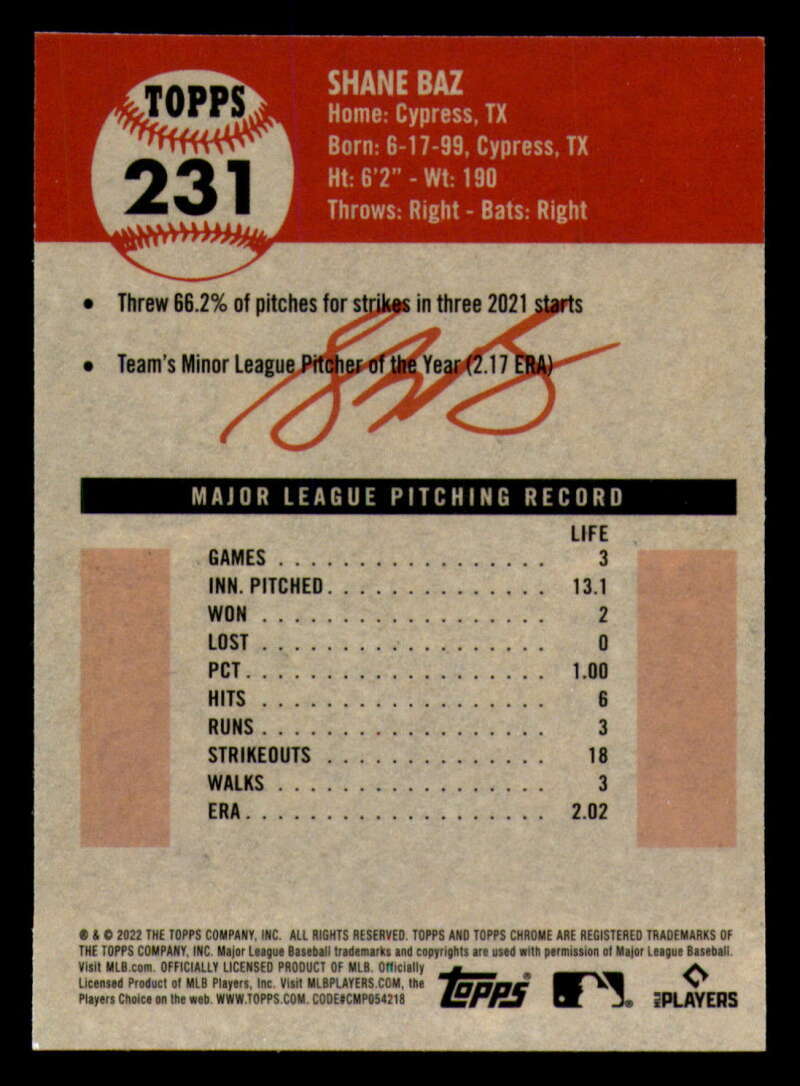 TOPPS
231
SHANE BAZ
Home: Cypress, TX
Born: 6-17-99, Cypress, TX
Ht: 6'2" - Wt: 190
Throws: Right - Bats: Right
• Threw 66.2% of pitches for strikes in three 2021 starts
• Team's Minor League Pitcher of the Year (2.17 ERA)
MAJOR LEAGUE PITCHING RECORD
LIFE
GAMES . . . . . . . . . . . . . . . . . 3
INN. PITCHED . . . . . . . . . . . . . . 13.1
WON . . . . . . . . . . . . . . . . . . 2
LOST . . . . . . . . . . . . . . . . . . 0
PCT. . . . . . . . . . . . . . . . . . . 1.00
HITS . . . . . . . . . . . . . . . . . . 6
RUNS . . . . . . . . . . . . . . . . . . 3
STRIKEOUTS . . . . . . . . . . . . . . 18
WALKS . . . . . . . . . . . . . . . . . 3
ERA. . . . . . . . . . . . . . . . . . . 2.02
® & © 2022 THE TOPPS COMPANY, INC. ALL RIGHTS RESERVED. TOPPS AND TOPPS CHROME ARE REGISTERED TRADEMARKS OF
THE TOPPS COMPANY, INC. Major League Baseball trademarks and copyrights are used with permission of Major League Baseball.
Visit MLB.com. OFFICIALLY LICENSED PRODUCT OF MLB. Officially
Licensed Product of MLB Players, Inc. Visit MLBPLAYERS.COM, the
Players Choice on the web. WWW.TOPPS.COM. CODE#CMP054218
Topps®
®
MLB PLAYERS